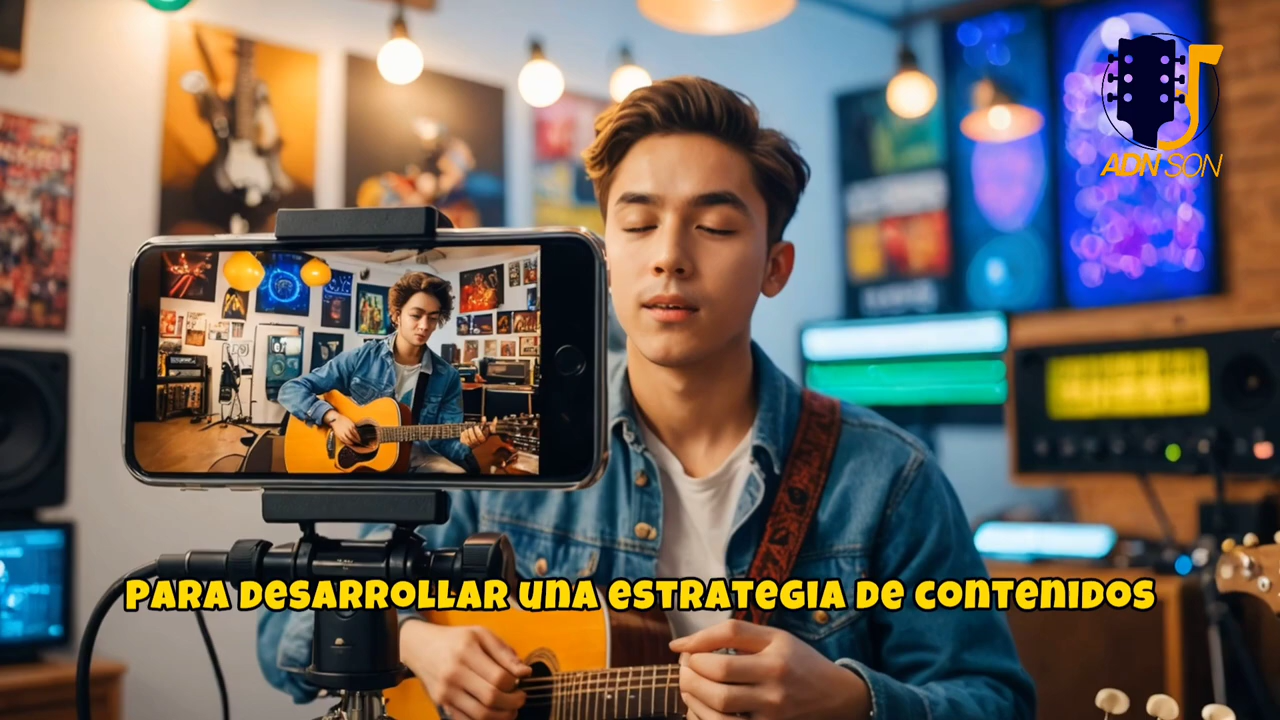 ADN SON
PARA DESARROLLAR UNA ESTRATEGIA DE CONTENIDOS